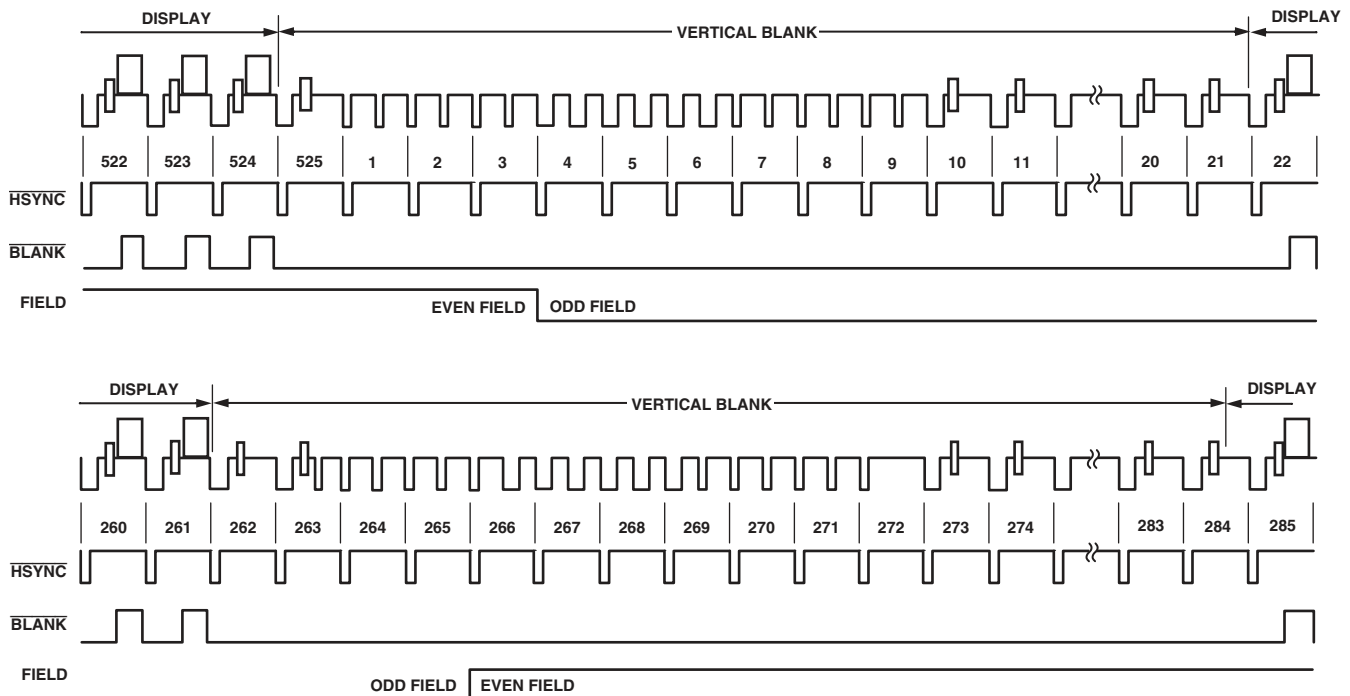 DISPLAY VERTICAL BLANK DISPLAY
522 523 524 525 1 2 3 4 5 6 7 8 9 10 11 20 21 22
HSYNC
BLANK
FIELD EVEN FIELD ODD FIELD
DISPLAY VERTICAL BLANK DISPLAY
260 261 262 263 264 265 266 267 268 269 270 271 272 273 274 283 284 285
HSYNC
BLANK
FIELD ODD FIELD EVEN FIELD